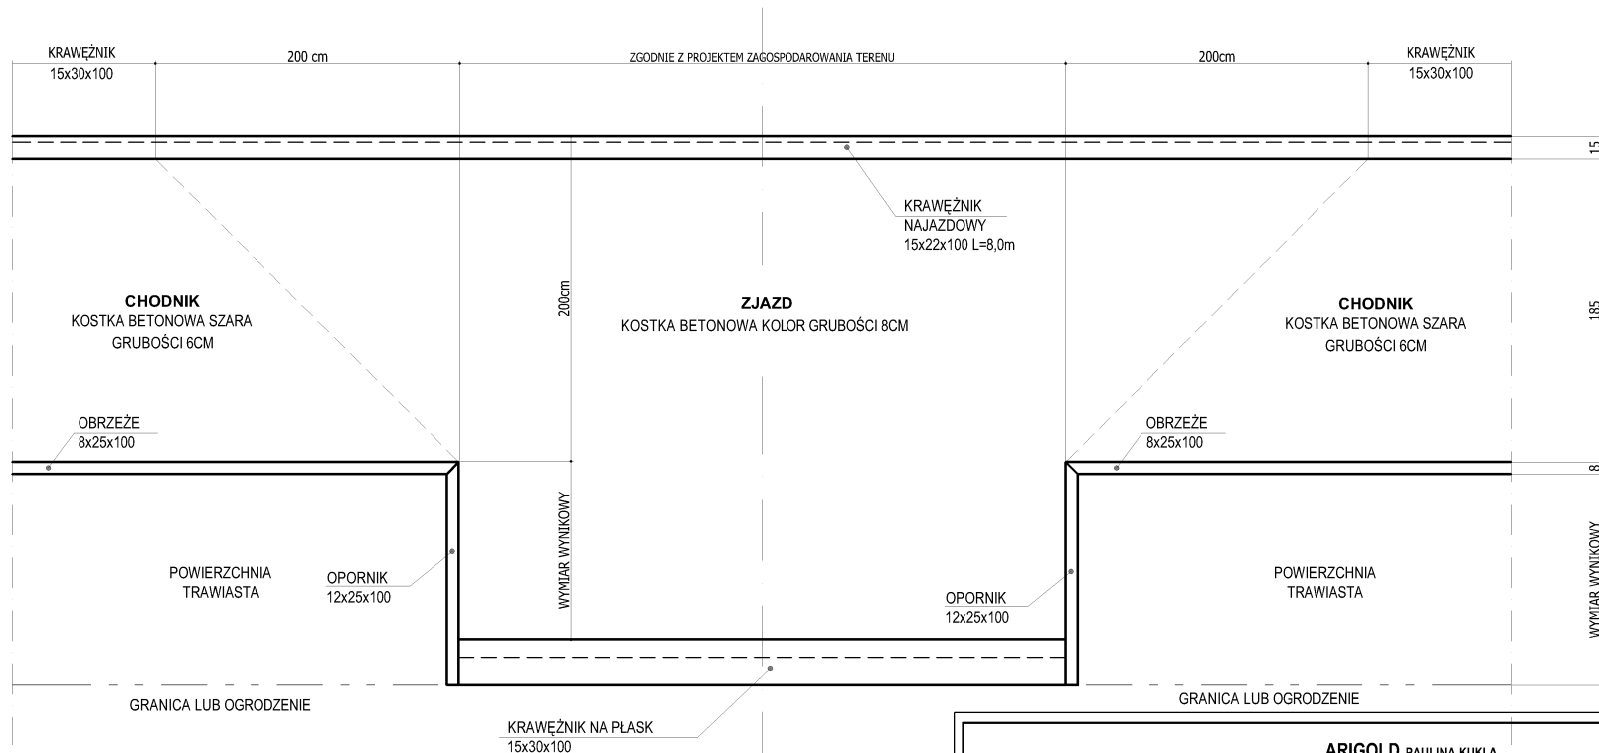 KRAWĘŻNIK
15x30x100
200 cm
ZGODNIE Z PROJEKTEM ZAGOSPODAROWANIA TERENU
200cm
KRAWĘŻNIK
15x30x100
15
KRAWĘŻNIK
NAJAZDOWY
15x22x100 L=8,0m
200cm
CHODNIK
KOSTKA BETONOWA SZARA
GRUBOŚCI 6CM
ZJAZD
KOSTKA BETONOWA KOLOR GRUBOŚCI 8CM
CHODNIK
KOSTKA BETONOWA SZARA
GRUBOŚCI 6CM
185
OBRZEŻE
8x25x100
OBRZEŻE
8x25x100
8
WYMIAR WYNIKOWY
WYMIAR WYNIKOWY
POWIERZCHNIA
TRAWIASTA
OPORNIK
12x25x100
OPORNIK
12x25x100
POWIERZCHNIA
TRAWIASTA
GRANICA LUB OGRODZENIE
GRANICA LUB OGRODZENIE
KRAWĘŻNIK NA PŁASK
15x30x100
ARIGOLD PAULINA KUKLA